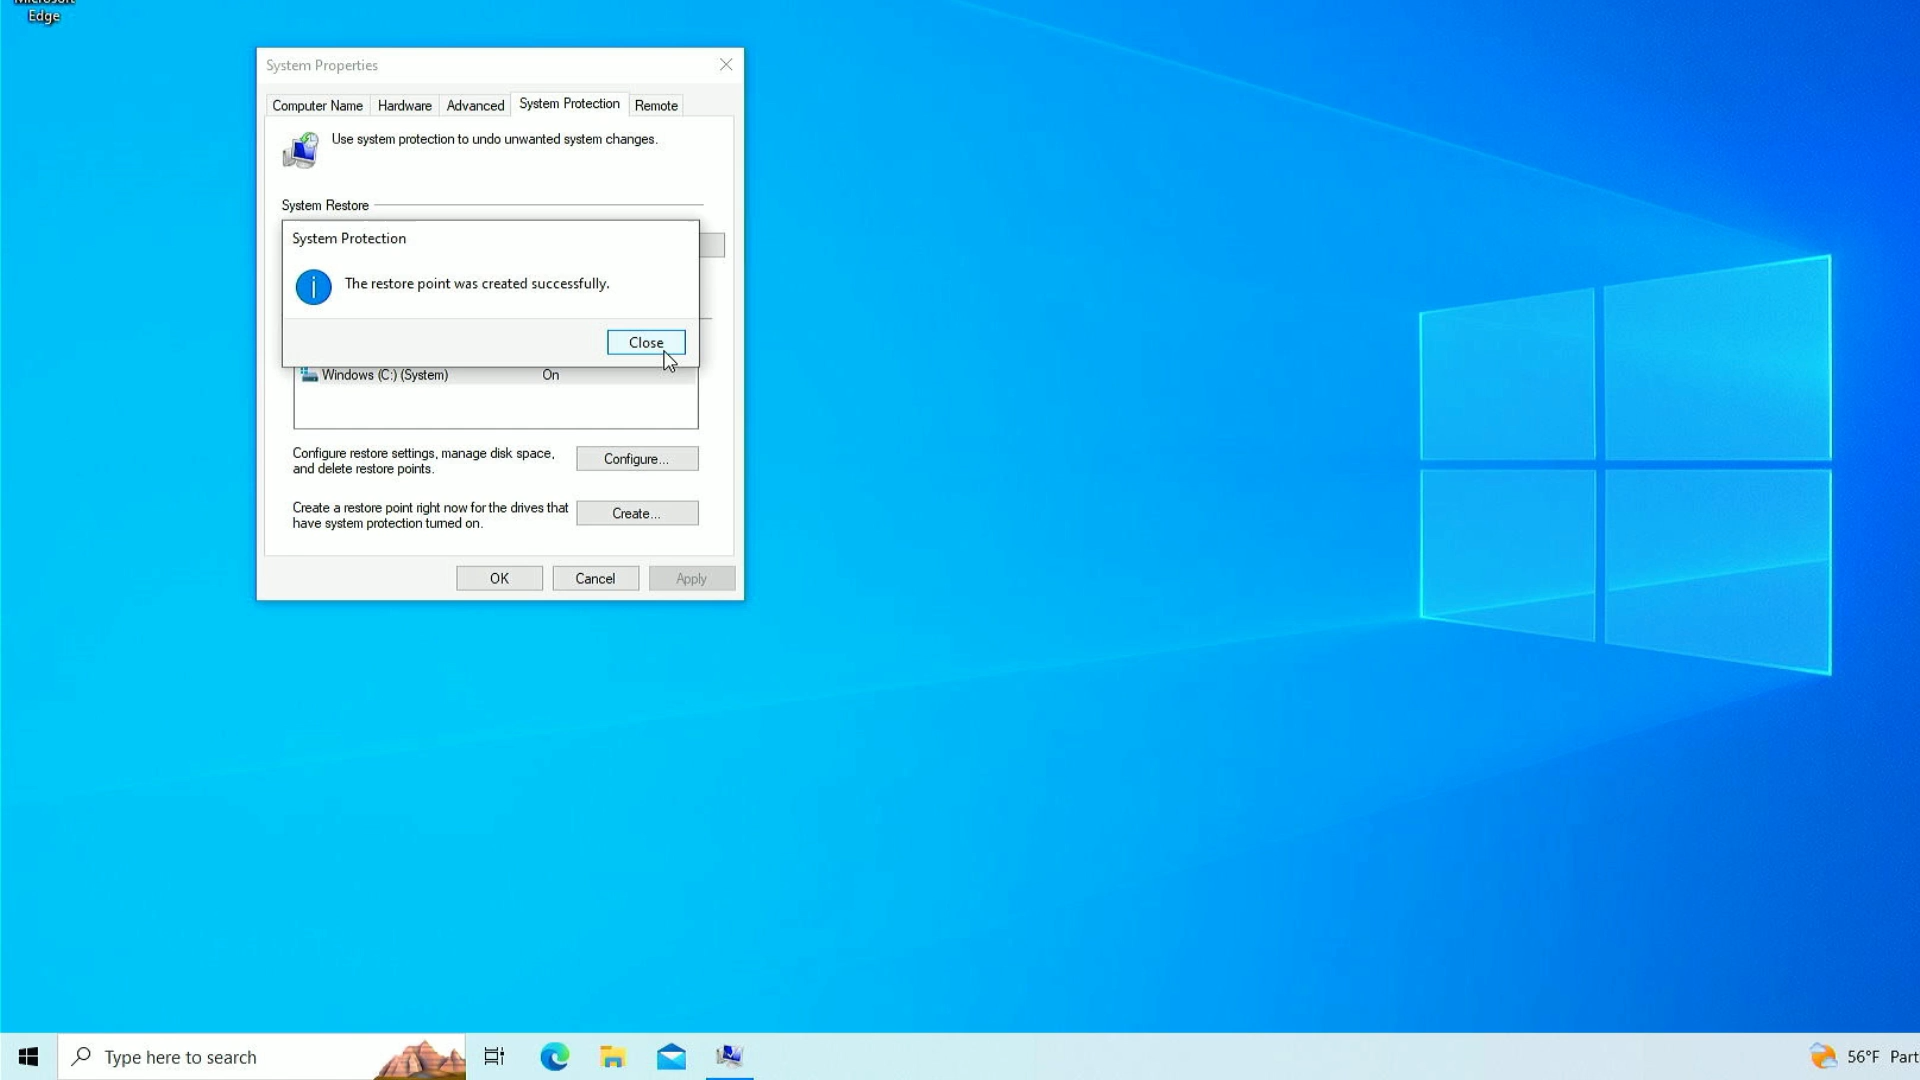 Edge
System Properties
Computer Name Hardware Advanced System Protection Remote
Use system protection to undo unwanted system changes.
System Restore
System Protection
The restore point was created successfully.
Close
Windows (C:) (System) On
Configure restore settings, manage disk space,
and delete restore points.
Configure...
Create a restore point right now for the drives that
have system protection turned on.
Create...
OK Cancel Apply
Type here to search
56°F Part